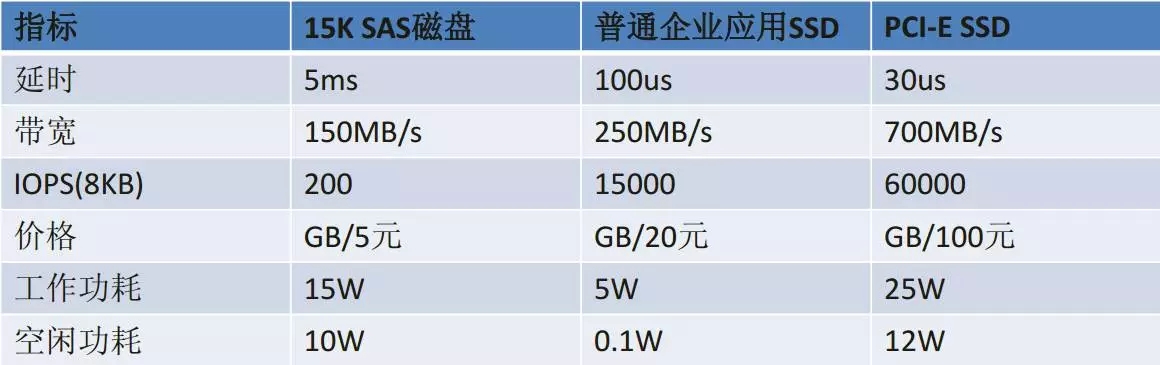 指标 15K SAS磁盘 普通企业应用SSD PCI-E SSD
延时 5ms 100us 30us
带宽 150MB/s 250MB/s 700MB/s
IOPS(8KB) 200 15000 60000
价格 GB/5元 GB/20元 GB/100元
工作功耗 15W 5W 25W
空闲功耗 10W 0.1W 12W